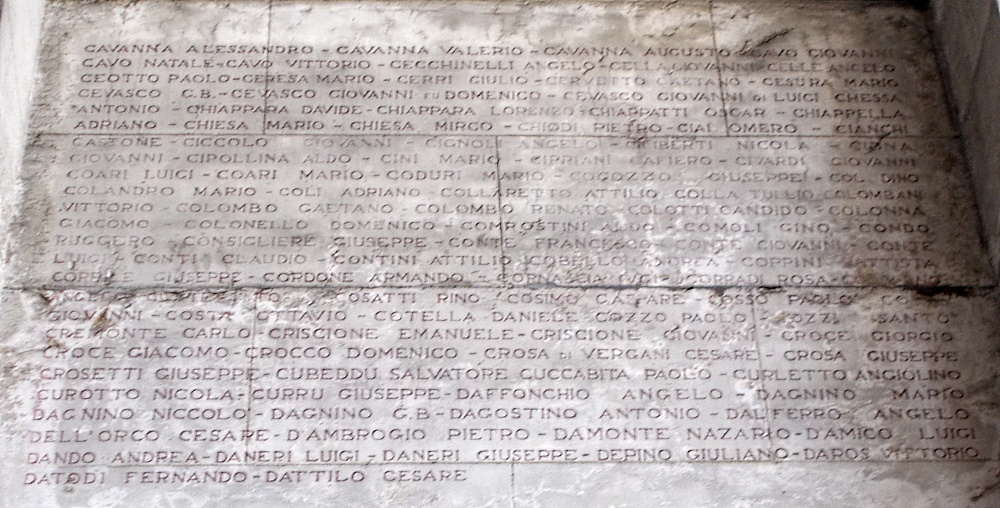 CAVANNA ALESSANDRO - CAVANNA VALERIO - CAVANNA AUGUSTO - CAVO GIOVANNI
CAVO NATALE - CAVO VITTORIO - CECCHINELLI ANGELO - CELLA GIOVANNI - CELLE ANGELO
CEOTTO PAOLO - CERESA MARIO - CERRI GIULIO - CERVETTO GAETANO - CESURA MARIO
CEVASCO G.B. - CEVASCO GIOVANNI FU DOMENICO - CEVASCO GIOVANNI DI LUIGI CHESSA
ANTONIO - CHIAPPARA DAVIDE - CHIAPPARA LORENZO - CHIAPPATTI OSCAR - CHIAPPELLA
ADRIANO - CHIESA MARIO - CHIESA MIRCO - CHIODI PIETRO - CIAI OMERO - CIANCHI
GASTONE - CICCOLO GIOVANNI - CIGNOLI ANGELO - CILIBERTI NICOLA -
GIOVANNI - CIPOLLINA ALDO - CINI MARIO - CIPRIANI CAFIERO - CIVARDI GIOVANNI
COARI LUIGI - COARI MARIO - CODURI MARIO - COGOZZO GIUSEPPE - COL DINO
COLANDRO MARIO - COLI ADRIANO - COLLARETTO ATTILIO - COLLA TULLIO - COLOMBANI
VITTORIO - COLOMBO GAETANO - COLOMBO RENATO - COLOTTI CANDIDO - COLONNA
GIACOMO - COLONELLO DOMENICO - COMPOSTINI ALDO - COMOLI GINO - CONDO
RUGGERO - CONSIGLIERE GIUSEPPE - CONTE FRANCESCO - CONTE GIOVANNI - CONTE
LUIGI - CONTI CLAUDIO - CONTINI ATTILIO - COBELLO ANDREA - COPPINI BATTISTA
GIUSEPPE - CORDONE ARMANDO - LUIGI - CORRADI ROSA
COSATTI RINO - COSIMO GASPARE - COSSO PAOLO -
GIOVANNI - COSTA OTTAVIO - COTELLA DANIELE - COZZO PAOLO - COZZI SANTO
CREMONTE CARLO - CRISCIONE EMANUELE - CRISCIONE GIOVANNI - CROCE GIORGIO
CROCE GIACOMO - CROCCO DOMENICO - CROSA DI VERGANI CESARE - CROSA GIUSEPPE
CROSETTI GIUSEPPE - CUBEDDU SALVATORE CUCCABITA PAOLO - CURLETTO ANGIOLINO
CUROTTO NICOLA - CURRU GIUSEPPE - DAFFONCHIO ANGELO - DAGNINO MARIO
DAGNINO NICCOLO' - DAGNINO G.B - DAGOSTINO ANTONIO - DAL FERRO ANGELO
DELL'ORCO CESARE - D'AMBROGIO PIETRO - DAMONTE NAZARIO - D'AMICO LUIGI
DANDO ANDREA - DANERI LUIGI - DANERI GIUSEPPE - DEPINO GIULIANO - DAROS VITTORIO
DATODI FERNANDO - DATTILO CESARE